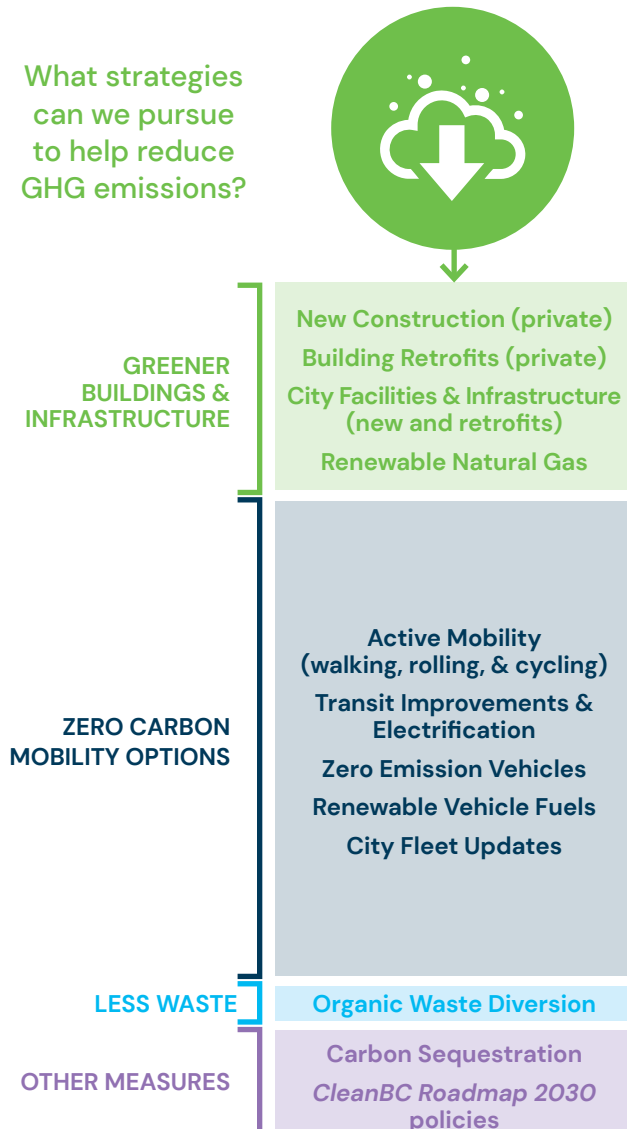 What strategies
can we pursue
to help reduce
GHG emissions?
GREENER
BUILDINGS &
INFRASTRUCTURE
New Construction (private)
Building Retrofits (private)
City Facilities & Infrastructure
(new and retrofits)
Renewable Natural Gas
ZERO CARBON
MOBILITY OPTIONS
Active Mobility
(walking, rolling, & cycling)
Transit Improvements &
Electrification
Zero Emission Vehicles
Renewable Vehicle Fuels
City Fleet Updates
LESS WASTE
Organic Waste Diversion
OTHER MEASURES
Carbon Sequestration
CleanBC Roadmap 2030
policies